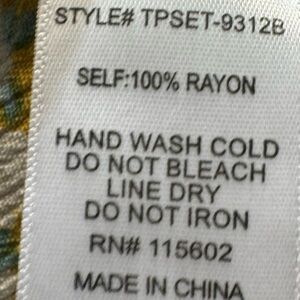 STYLE# TPSET-9312B
SELF:100% RAYON
HAND WASH COLD
DO NOT BLEACH
LINE DRY
DO NOT IRON
RN# 115602
MADE IN CHINA